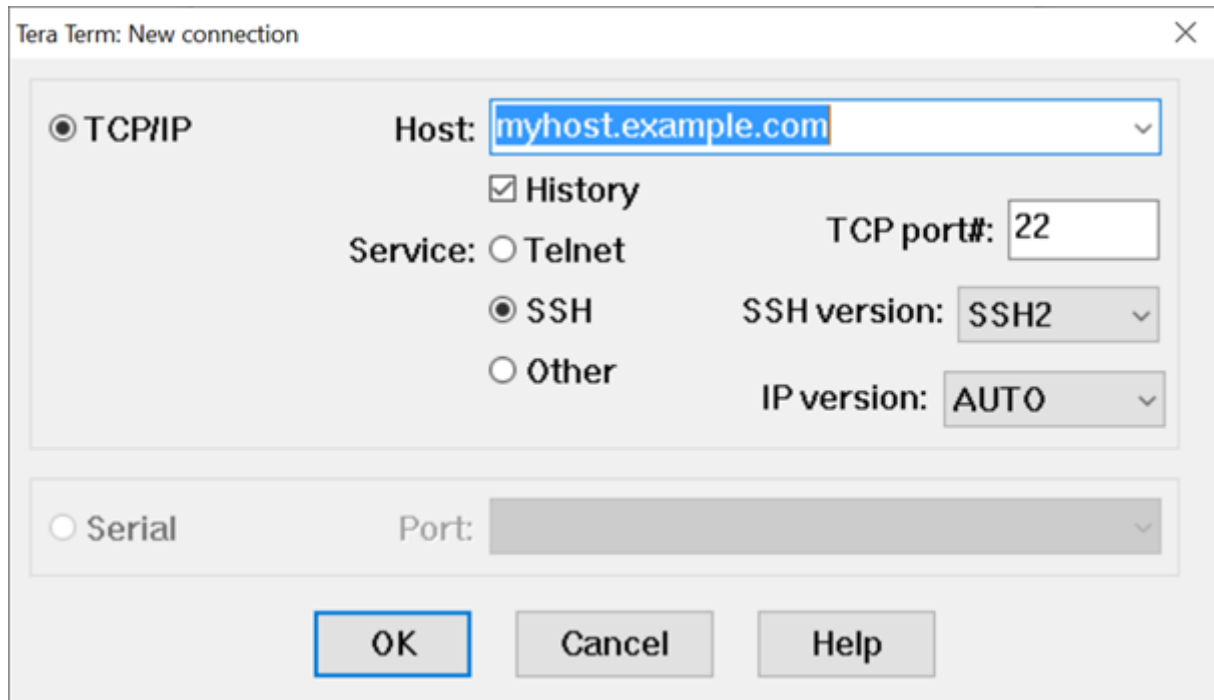 Tera Term: New connection
TCP/IP Host: myhost.example.com
History
TCP port#: 22
Service: Telnet
SSH SSH version: SSH2
Other
IP version: AUTO
Serial Port:
OK Cancel Help